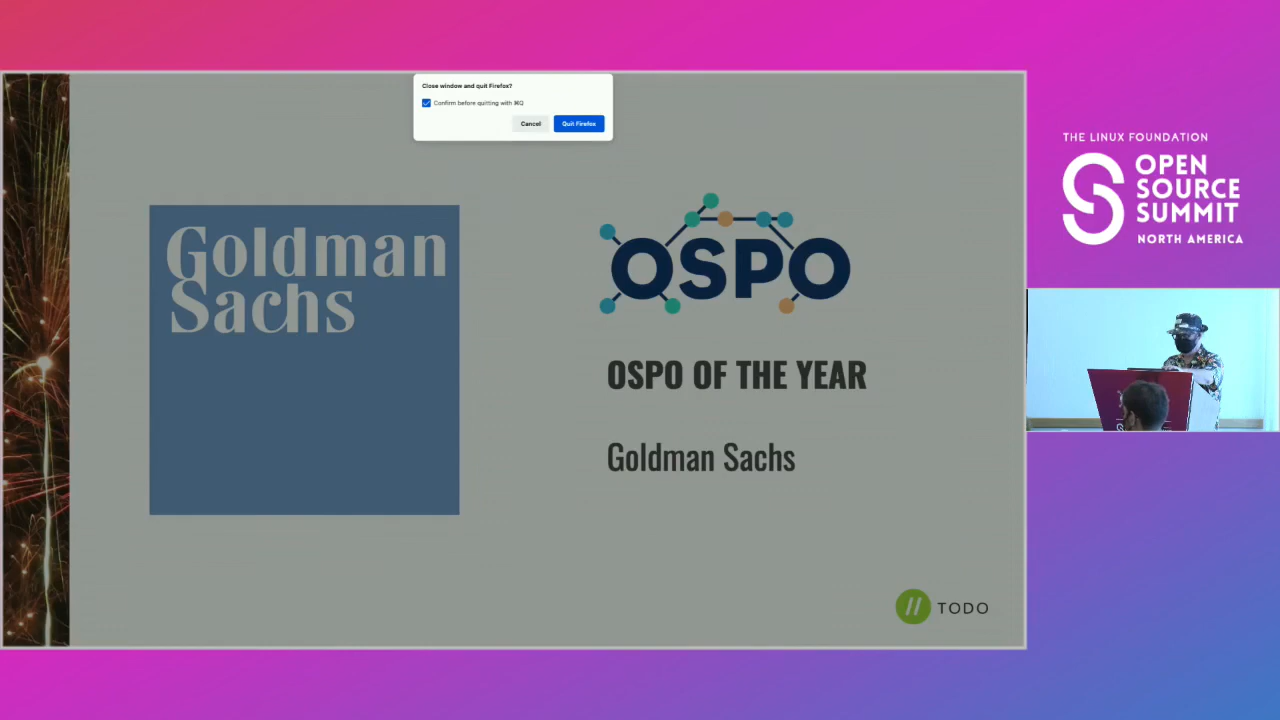 Close window and quit Firefox?
Confirm before quitting with ⌘Q
Cancel
Quit Firefox
Goldman
Sachs
OSPO
OSPO OF THE YEAR
Goldman Sachs
TODO
THE LINUX FOUNDATION
OPEN
SOURCE
SUMMIT
NORTH AMERICA